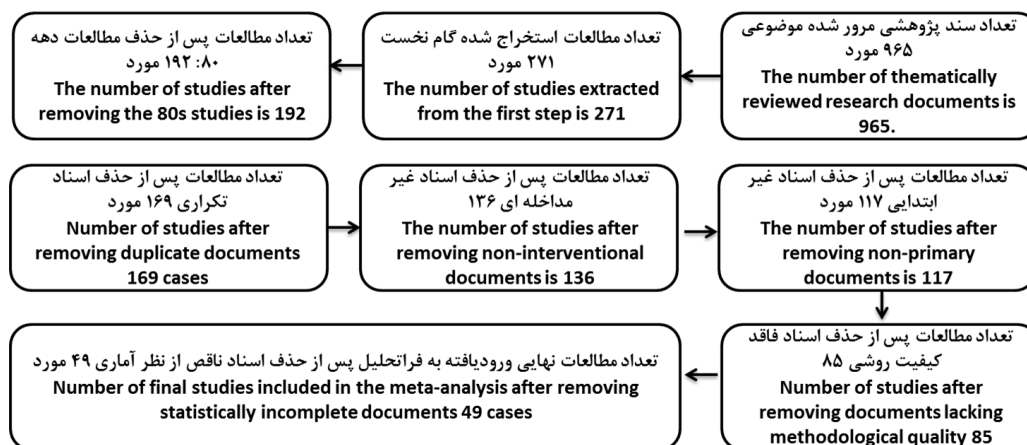 تعداد سند پژوهشی مرور شده موضوعی
۹۶۵ مورد
The number of thematically
reviewed research documents is
965.
تعداد مطالعات استخراج شده گام نخست
۲۷۱ مورد
The number of studies extracted
from the first step is 271
تعداد مطالعات پس از حذف مطالعات دهه
۸۰: ۱۹۲ مورد
The number of studies after
removing the 80s studies is 192
تعداد مطالعات پس از حذف اسناد
تکراری ۱۶۹ مورد
Number of studies after
removing duplicate documents
169 cases
تعداد مطالعات پس از حذف اسناد غیر
مداخله ای ۱۳۶
The number of studies after
removing non-interventional
documents is 136
تعداد مطالعات پس از حذف اسناد غیر
ابتدایی ۱۱۷ مورد
The number of studies after
removing non-primary
documents is 117
تعداد مطالعات پس از حذف اسناد فاقد
کیفیت روشی ۸۵
Number of studies after
removing documents lacking
methodological quality 85
تعداد مطالعات نهایی ورودیافته به فراتحلیل پس از حذف اسناد ناقص از نظر آماری ۴۹ مورد
Number of final studies included in the meta-analysis after removing
statistically incomplete documents 49 cases